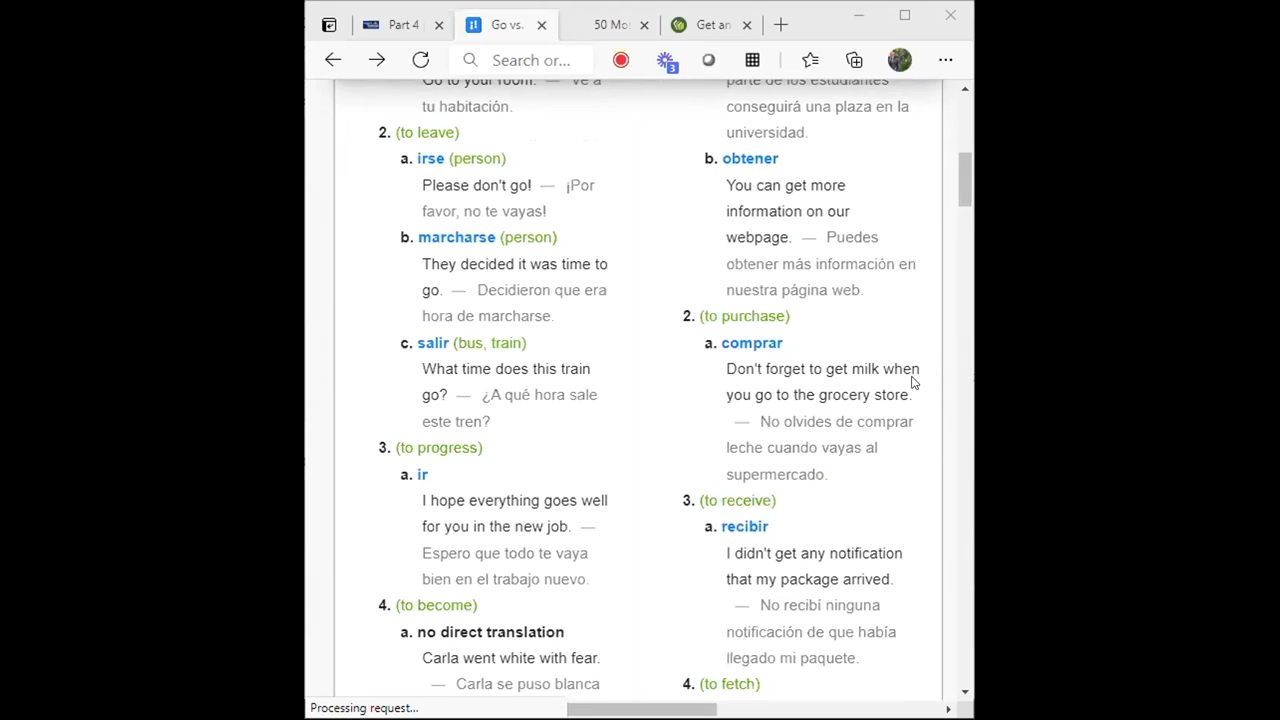 Part 4
Go vs.
50 Mo
Get an
Search or...
3
Go to your room. — Ve a
tu habitación.
2. (to leave)
a. irse (person)
Please don't go! — ¡Por
favor, no te vayas!
b. marcharse (person)
They decided it was time to
go. — Decidieron que era
hora de marcharse.
c. salir (bus, train)
What time does this train
go? — ¿A qué hora sale
este tren?
3. (to progress)
a. ir
I hope everything goes well
for you in the new job. —
Espero que todo te vaya
bien en el trabajo nuevo.
4. (to become)
a. no direct translation
Carla went white with fear.
— Carla se puso blanca
parte de los estudiantes
conseguirá una plaza en la
universidad.
b. obtener
You can get more
information on our
webpage. — Puedes
obtener más información en
nuestra página web.
2. (to purchase)
a. comprar
Don't forget to get milk when
you go to the grocery store.
— No olvides de comprar
leche cuando vayas al
supermercado.
3. (to receive)
a. recibir
I didn't get any notification
that my package arrived.
— No recibí ninguna
notificación de que había
llegado mi paquete.
4. (to fetch)
Processing request...